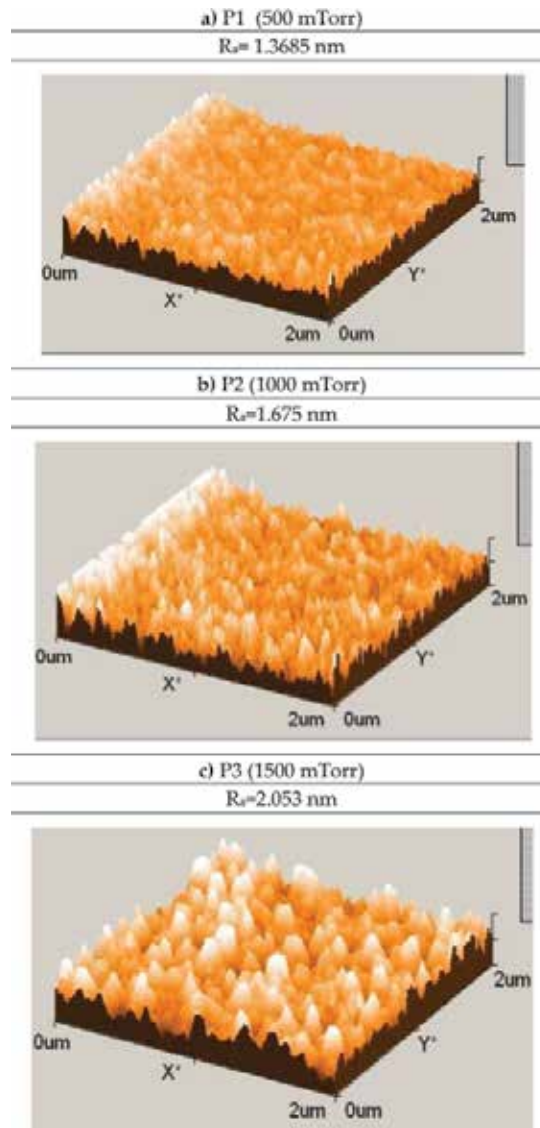 a) P1 (500 mTorr)
Rₐ= 1.3685 nm
0um
X*
2um 0um
Y*
2um
b) P2 (1000 mTorr)
Rₐ=1.675 nm
0um
X*
2um 0um
Y*
2um
c) P3 (1500 mTorr)
Rₐ=2.053 nm
0um
X*
2um 0um
Y*
2um